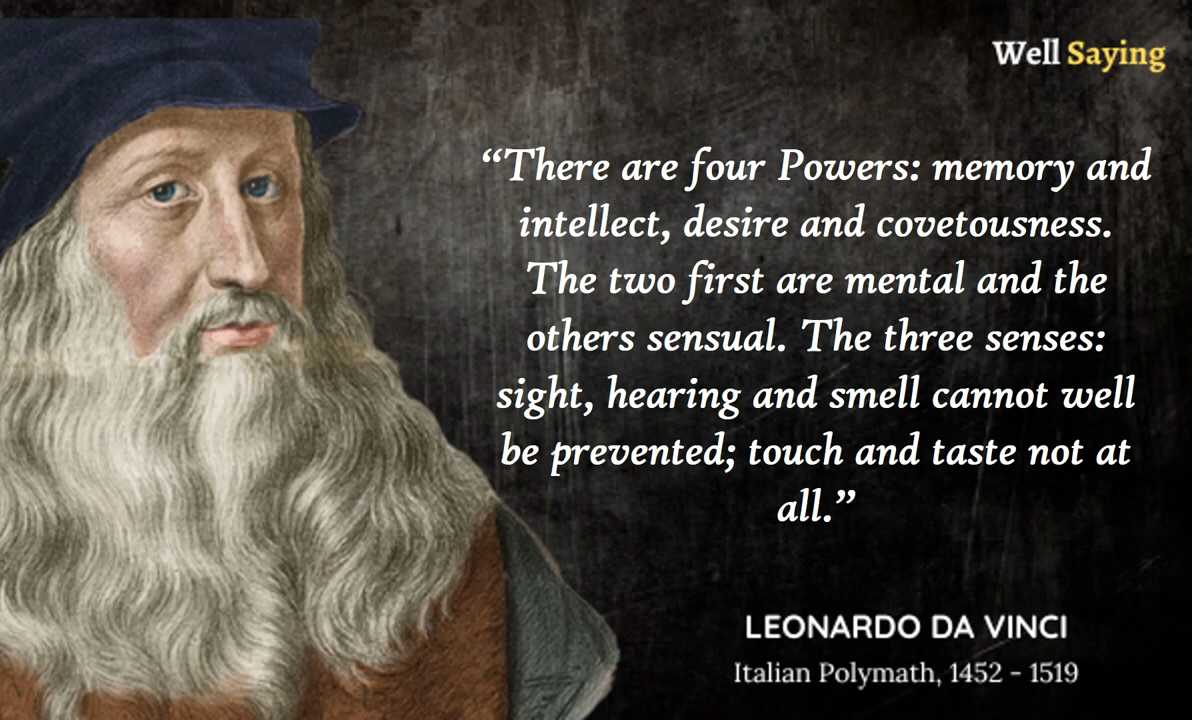 Well Saying
“There are four Powers: memory and
intellect, desire and covetousness.
The two first are mental and the
others sensual. The three senses:
sight, hearing and smell cannot well
be prevented; touch and taste not at
all.”
LEONARDO DA VINCI
Italian Polymath, 1452 - 1519